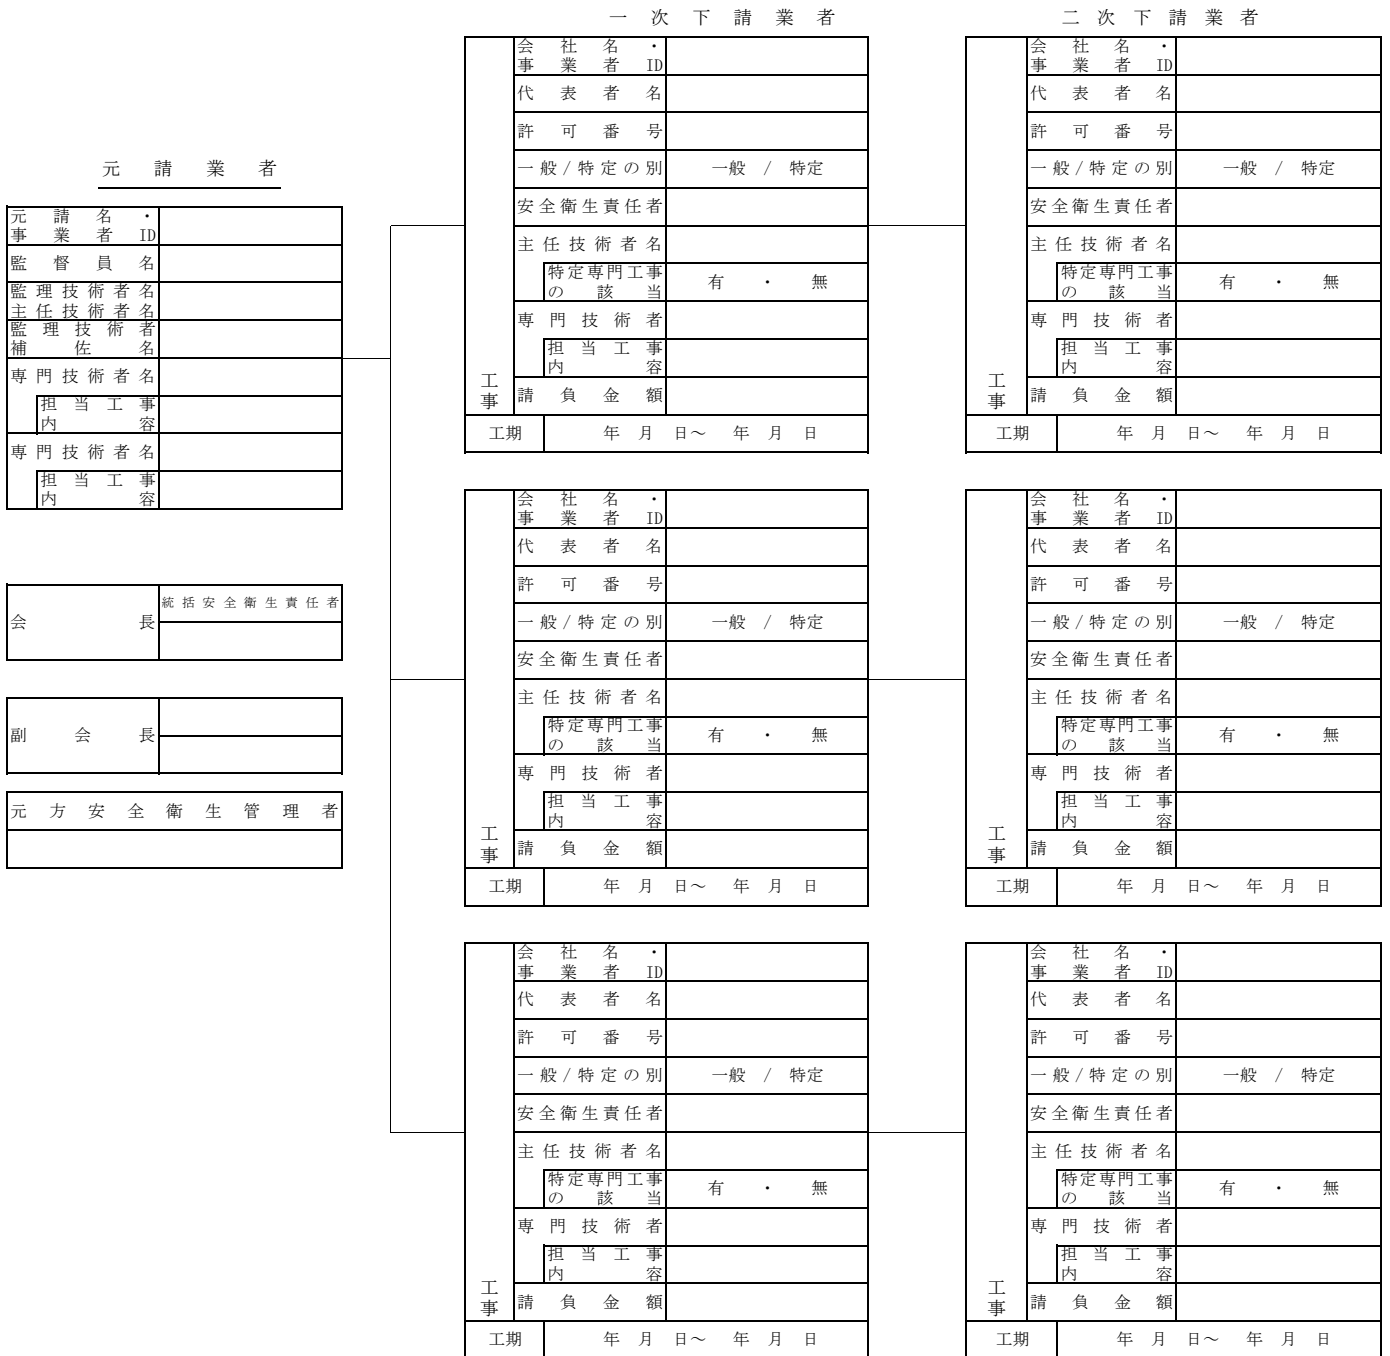 一次下請業者
二次下請業者
元請業者
元請名・
事業者ID
監督員名
監理技術者名
主任技術者名
監理技術者
補佐名
専門技術者名
担当工事
内容
専門技術者名
担当工事
内容
会長
統括安全衛生責任者
副会長
元方安全衛生管理者
会社名・
事業者ID
代表者名
許可番号
一般/特定の別 一般 / 特定
安全衛生責任者
主任技術者名
特定専門工事
の該当
有 ・ 無
専門技術者
担当工事
内容
工事
請負金額
工期 年 月 日～ 年 月 日
会社名・
事業者ID
代表者名
許可番号
一般/特定の別 一般 / 特定
安全衛生責任者
主任技術者名
特定専門工事
の該当
有 ・ 無
専門技術者
担当工事
内容
工事
請負金額
工期 年 月 日～ 年 月 日
会社名・
事業者ID
代表者名
許可番号
一般/特定の別 一般 / 特定
安全衛生責任者
主任技術者名
特定専門工事
の該当
有 ・ 無
専門技術者
担当工事
内容
工事
請負金額
工期 年 月 日～ 年 月 日
会社名・
事業者ID
代表者名
許可番号
一般/特定の別 一般 / 特定
安全衛生責任者
主任技術者名
特定専門工事
の該当
有 ・ 無
専門技術者
担当工事
内容
工事
請負金額
工期 年 月 日～ 年 月 日
会社名・
事業者ID
代表者名
許可番号
一般/特定の別 一般 / 特定
安全衛生責任者
主任技術者名
特定専門工事
の該当
有 ・ 無
専門技術者
担当工事
内容
工事
請負金額
工期 年 月 日～ 年 月 日
会社名・
事業者ID
代表者名
許可番号
一般/特定の別 一般 / 特定
安全衛生責任者
主任技術者名
特定専門工事
の該当
有 ・ 無
専門技術者
担当工事
内容
工事
請負金額
工期 年 月 日～ 年 月 日